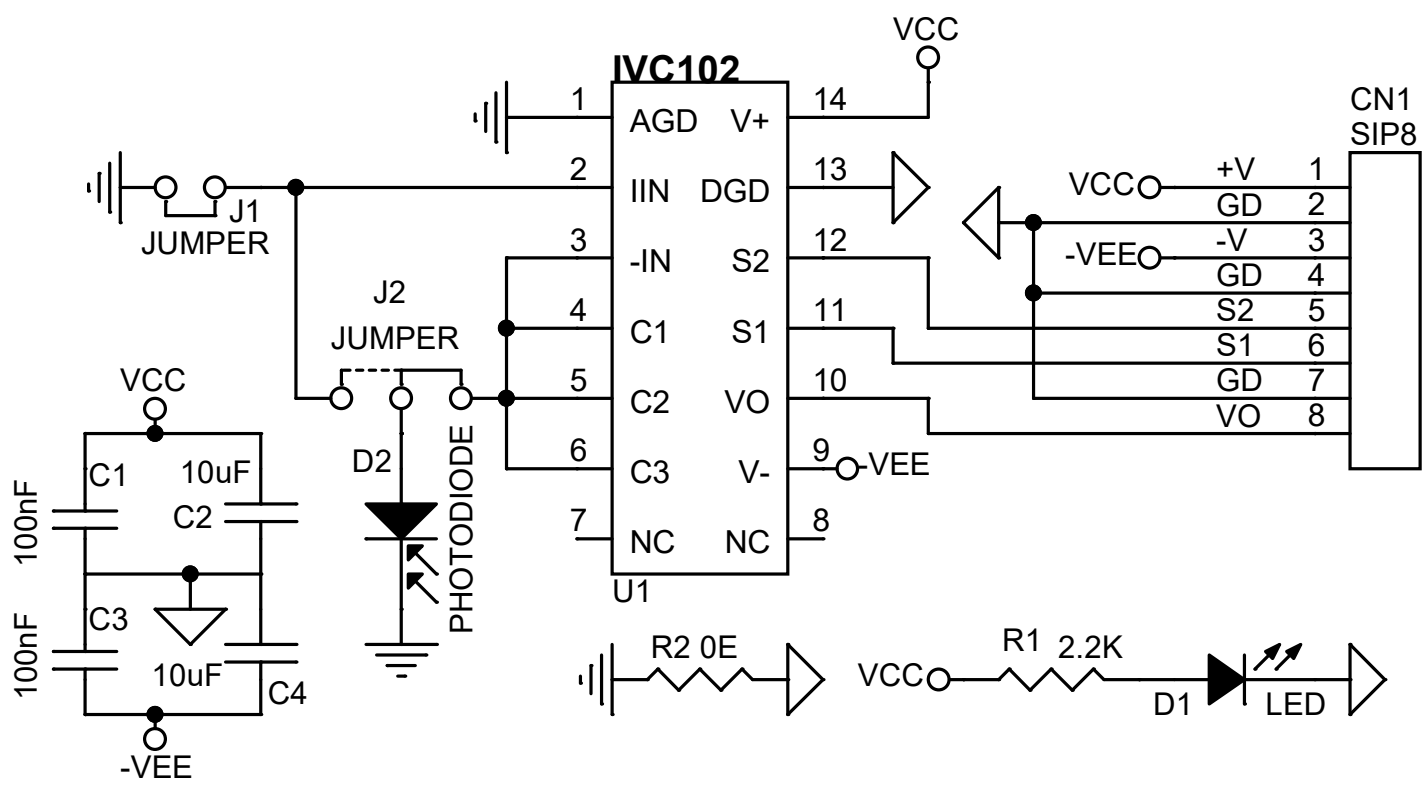 VCC
IVC102
1 AGD V+ 14
2 IIN DGD 13
3 -IN S2 12
4 C1 S1 11
5 C2 VO 10
6 C3 V- 9
-VEE
7 NC NC 8
U1
J1
JUMPER
J2
JUMPER
D2
PHOTODIODE
CN1
SIP8
VCC +V 1
GD 2
-VEE -V 3
GD 4
S2 5
S1 6
GD 7
VO 8
VCC
C1 10uF
100nF
C2
C3
100nF
10uF
C4
-VEE
R2 0E
VCC
R1 2.2K
D1 LED